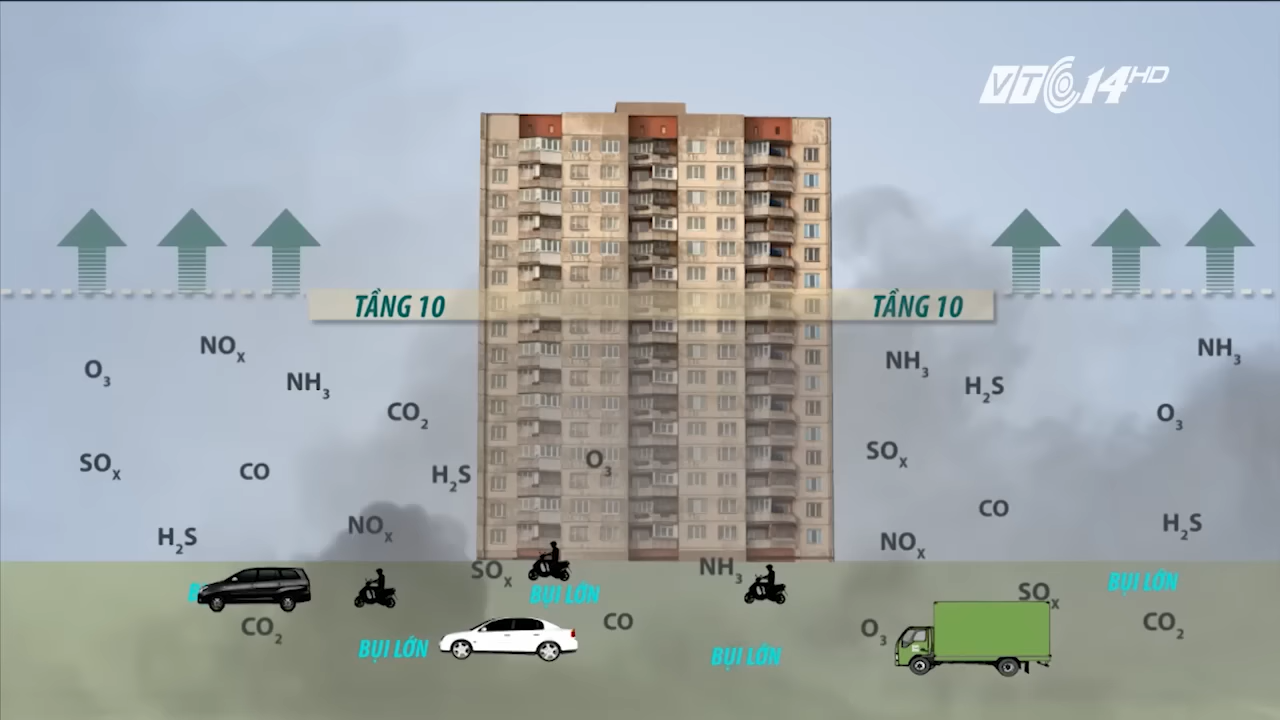 VTC14 HD
TẦNG 10
TẦNG 10
NOₓ
NH₃
O₃
NH₃
NH₃
H₂S
CO₂
O₃
SOₓ
O₃
SOₓ
CO
H₂S
CO
NOₓ
H₂S
H₂S
NOₓ
SOₓ
NH₃
BỤI LỚN
BỤI LỚN
SOₓ
CO₂
CO
O₃
CO₂
BỤI LỚN
BỤI LỚN